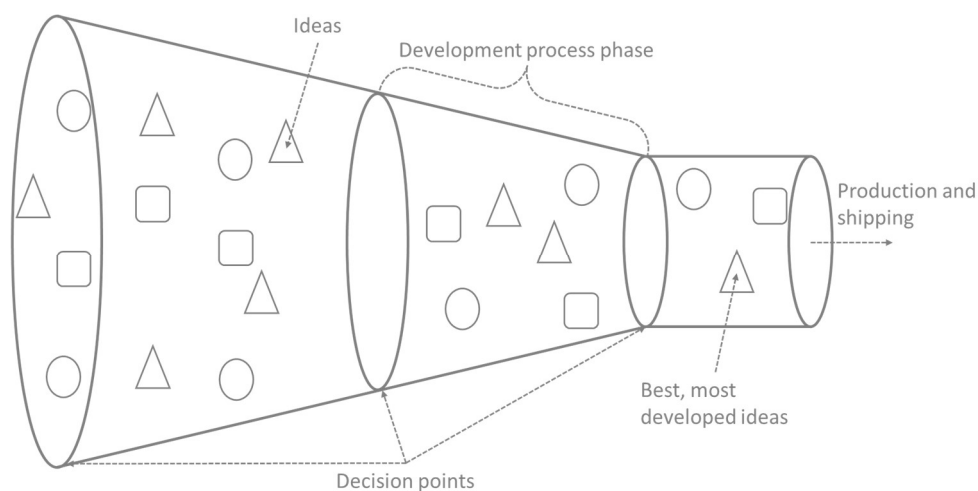 Ideas
Development process phase
Production and
shipping
Best, most
developed ideas
Decision points